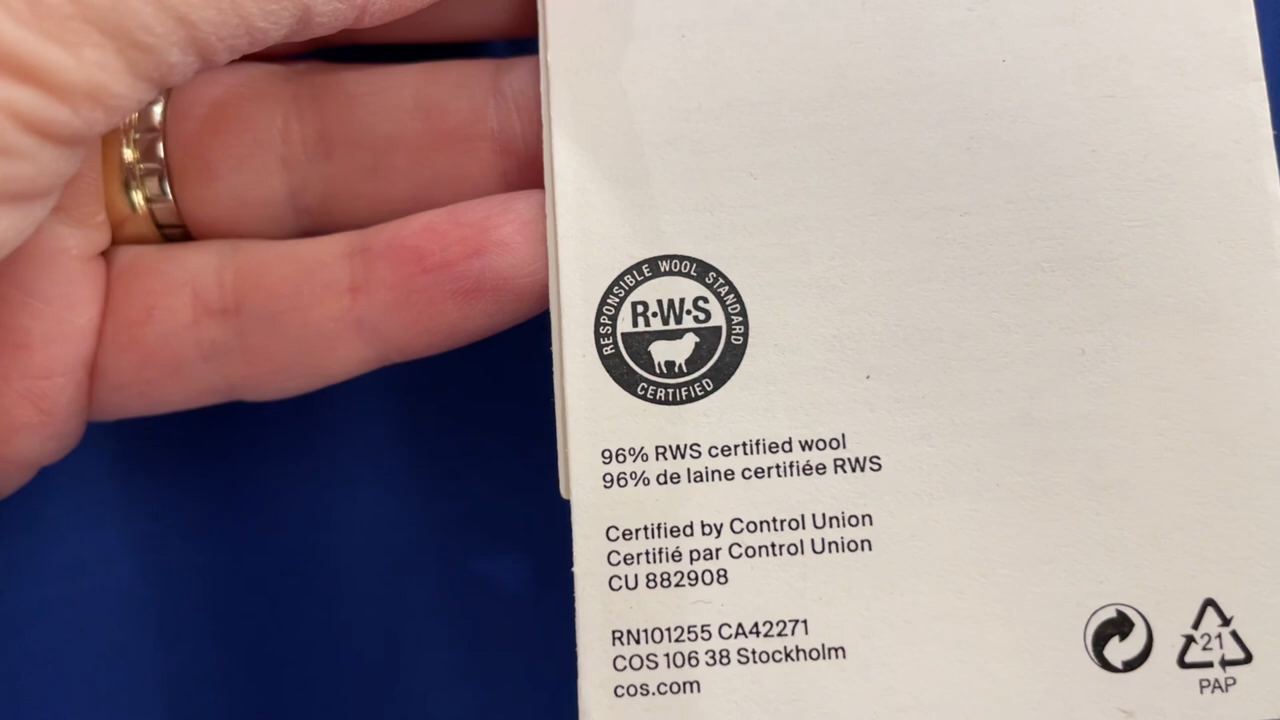 RESPONSIBLE WOOL STANDARD
R·W·S
CERTIFIED
96% RWS certified wool
96% de laine certifiée RWS
Certified by Control Union
Certifié par Control Union
CU 882908
RN101255 CA42271
COS 106 38 Stockholm
cos.com
21
PAP